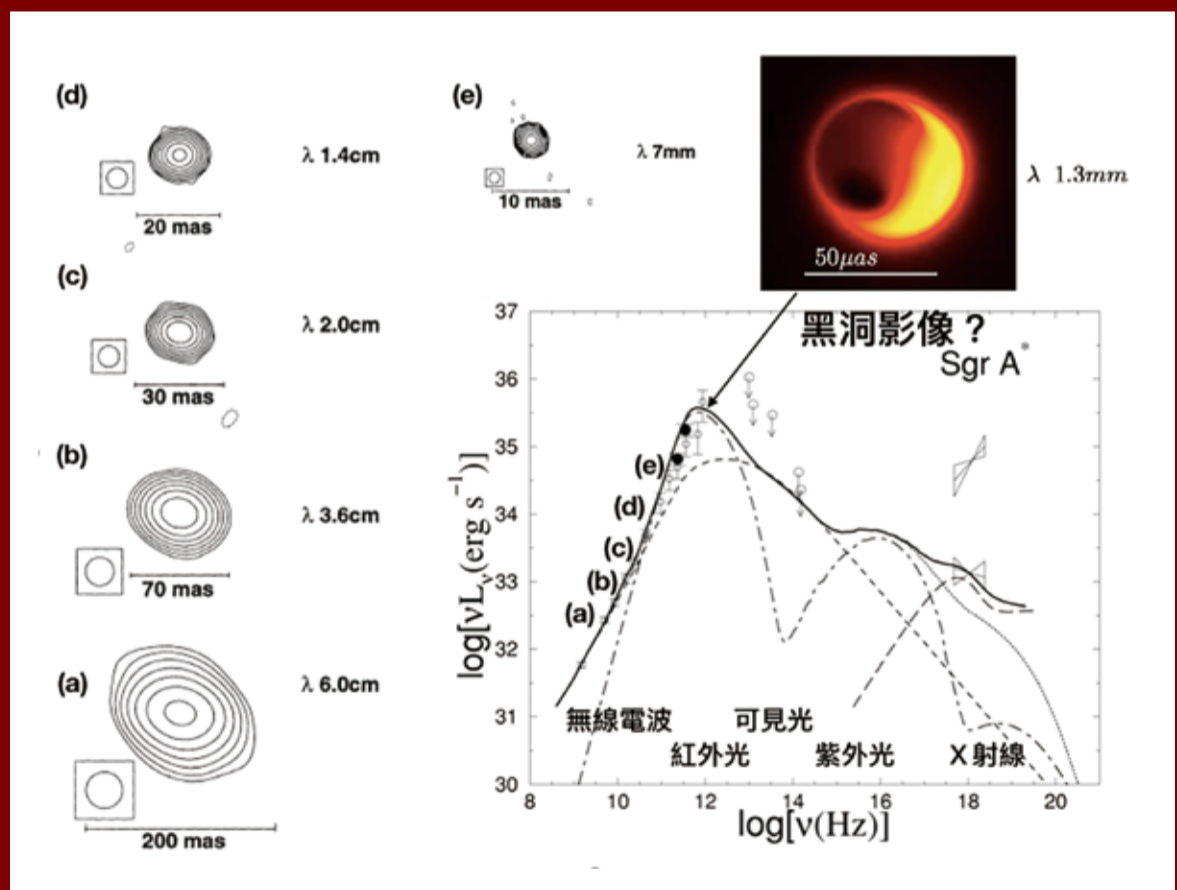 (d)
λ 1.4cm
20 mas
(c)
λ 2.0cm
30 mas
(b)
λ 3.6cm
70 mas
(a)
λ 6.0cm
200 mas
(e)
λ 7mm
10 mas
50μas
λ 1.3mm
黑洞影像？
Sgr A*
log[νLν(erg s⁻¹)]
37
36
35
34
33
32
31
30
(e)
(d)
(c)
(b)
(a)
無線電波
可見光
紅外光
紫外光
X射線
8 10 12 14 16 18 20
log[ν(Hz)]